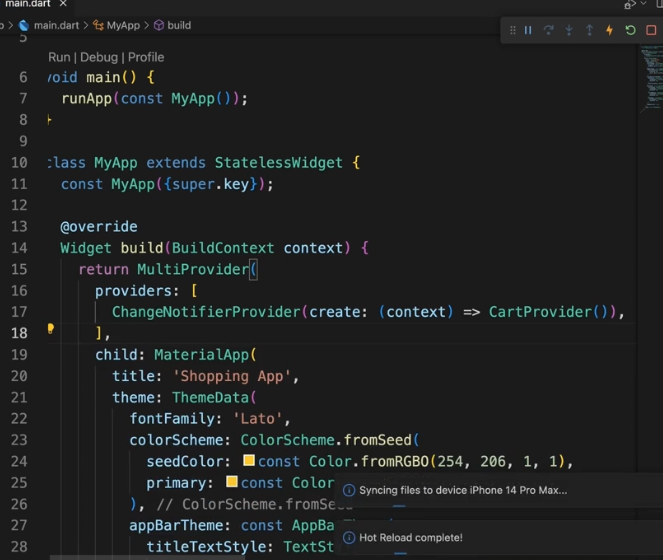 main.dart
main.dart > MyApp > build
5
Run | Debug | Profile
6 void main() {
7 runApp(const MyApp());
8 }
9
10 class MyApp extends StatelessWidget {
11 const MyApp({super.key});
12
13 @override
14 Widget build(BuildContext context) {
15 return MultiProvider(
16 providers: [
17 ChangeNotifierProvider(create: (context) => CartProvider()),
18 ],
19 child: MaterialApp(
20 title: 'Shopping App',
21 theme: ThemeData(
22 fontFamily: 'Lato',
23 colorScheme: ColorScheme.fromSeed(
24 seedColor: const Color.fromRGBO(254, 206, 1, 1),
25 primary: const Color
Syncing files to device iPhone 14 Pro Max...
26 ), // ColorScheme.fromSeed
27 appBarTheme: const AppBa
Hot Reload complete!
28 titleTextStyle: TextSt